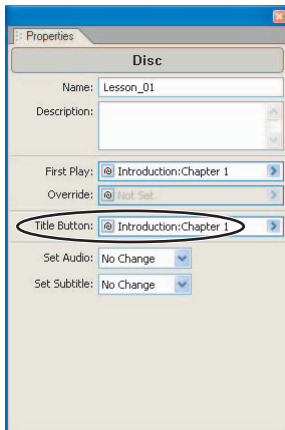 Properties
Disc
Name: Lesson_01
Description:
First Play: Introduction:Chapter 1
Override: Not Set
Title Button: Introduction:Chapter 1
Set Audio: No Change
Set Subtitle: No Change